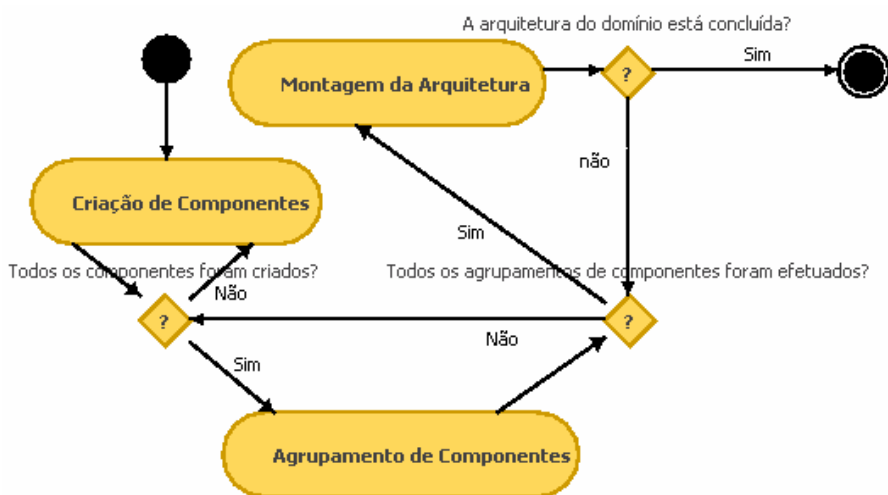 A arquitetura do domínio está concluída?
Sim
Montagem da Arquitetura
?
não
Criação de Componentes
Sim
Todos os componentes foram criados?
Todos os agrupamentos de componentes foram efetuados?
Não
?
?
Não
Sim
Agrupamento de Componentes